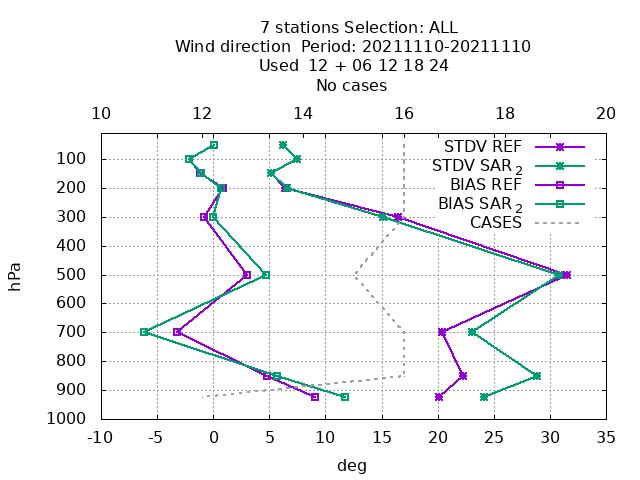 7 stations Selection: ALL
Wind direction  Period: 20211110-20211110
Used  12 + 06 12 18 24
No cases
10 12 14 16 18 20
STDV REF
100
STDV SAR 2
200
BIAS REF
BIAS SAR 2
300
CASES
400
hPa
500
600
700
800
900
1000
-10 -5 0 5 10 15 20 25 30 35
deg